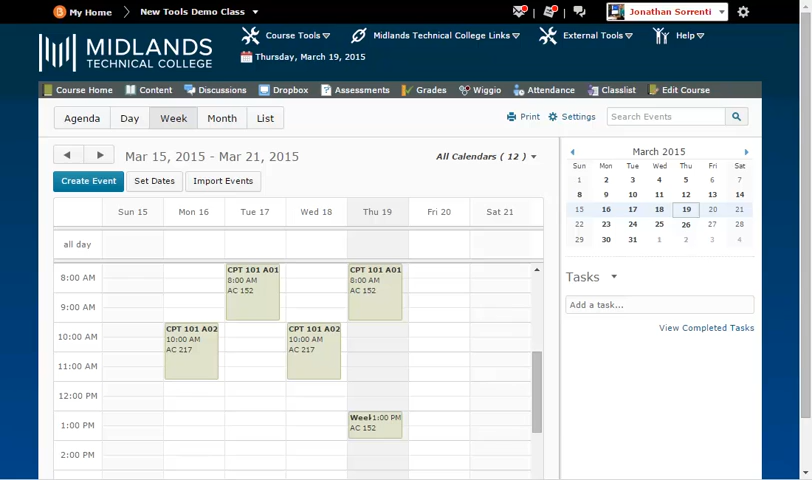 My Home
New Tools Demo Class
Jonathan Sorrenti
MIDLANDS
TECHNICAL COLLEGE
Course Tools
Midlands Technical College Links
External Tools
Help
Thursday, March 19, 2015
Course Home
Content
Discussions
Dropbox
Assessments
Grades
Wiggio
Attendance
Classlist
Edit Course
Agenda
Day
Week
Month
List
Print
Settings
Search Events
Mar 15, 2015 - Mar 21, 2015
All Calendars ( 12 )
Create Event
Set Dates
Import Events
Sun 15 Mon 16 Tue 17 Wed 18 Thu 19 Fri 20 Sat 21
all day
8:00 AM
9:00 AM
10:00 AM
11:00 AM
12:00 PM
1:00 PM
2:00 PM
CPT 101 A01
8:00 AM
AC 152
CPT 101 A01
8:00 AM
AC 152
CPT 101 A02
10:00 AM
AC 217
CPT 101 A02
10:00 AM
AC 217
Week 1:00 PM
AC 152
March 2015
Sun Mon Tue Wed Thu Fri Sat
1 2 3 4 5 6 7
8 9 10 11 12 13 14
15 16 17 18 19 20 21
22 23 24 25 26 27 28
29 30 31 1 2 3 4
Tasks
Add a task...
View Completed Tasks